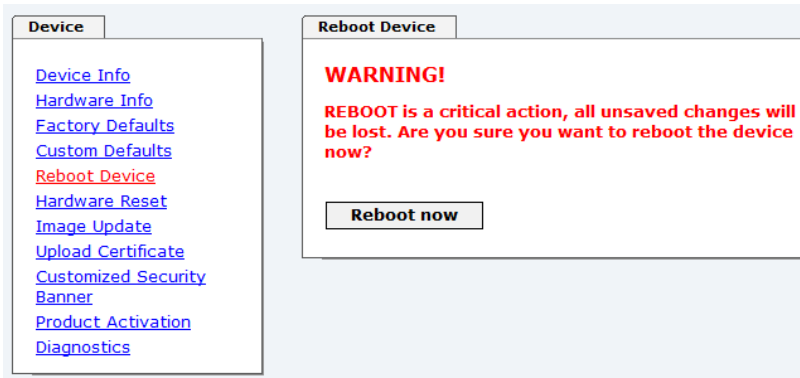 Device
Device Info
Hardware Info
Factory Defaults
Custom Defaults
Reboot Device
Hardware Reset
Image Update
Upload Certificate
Customized Security
Banner
Product Activation
Diagnostics
Reboot Device
WARNING!
REBOOT is a critical action, all unsaved changes will
be lost. Are you sure you want to reboot the device
now?
Reboot now